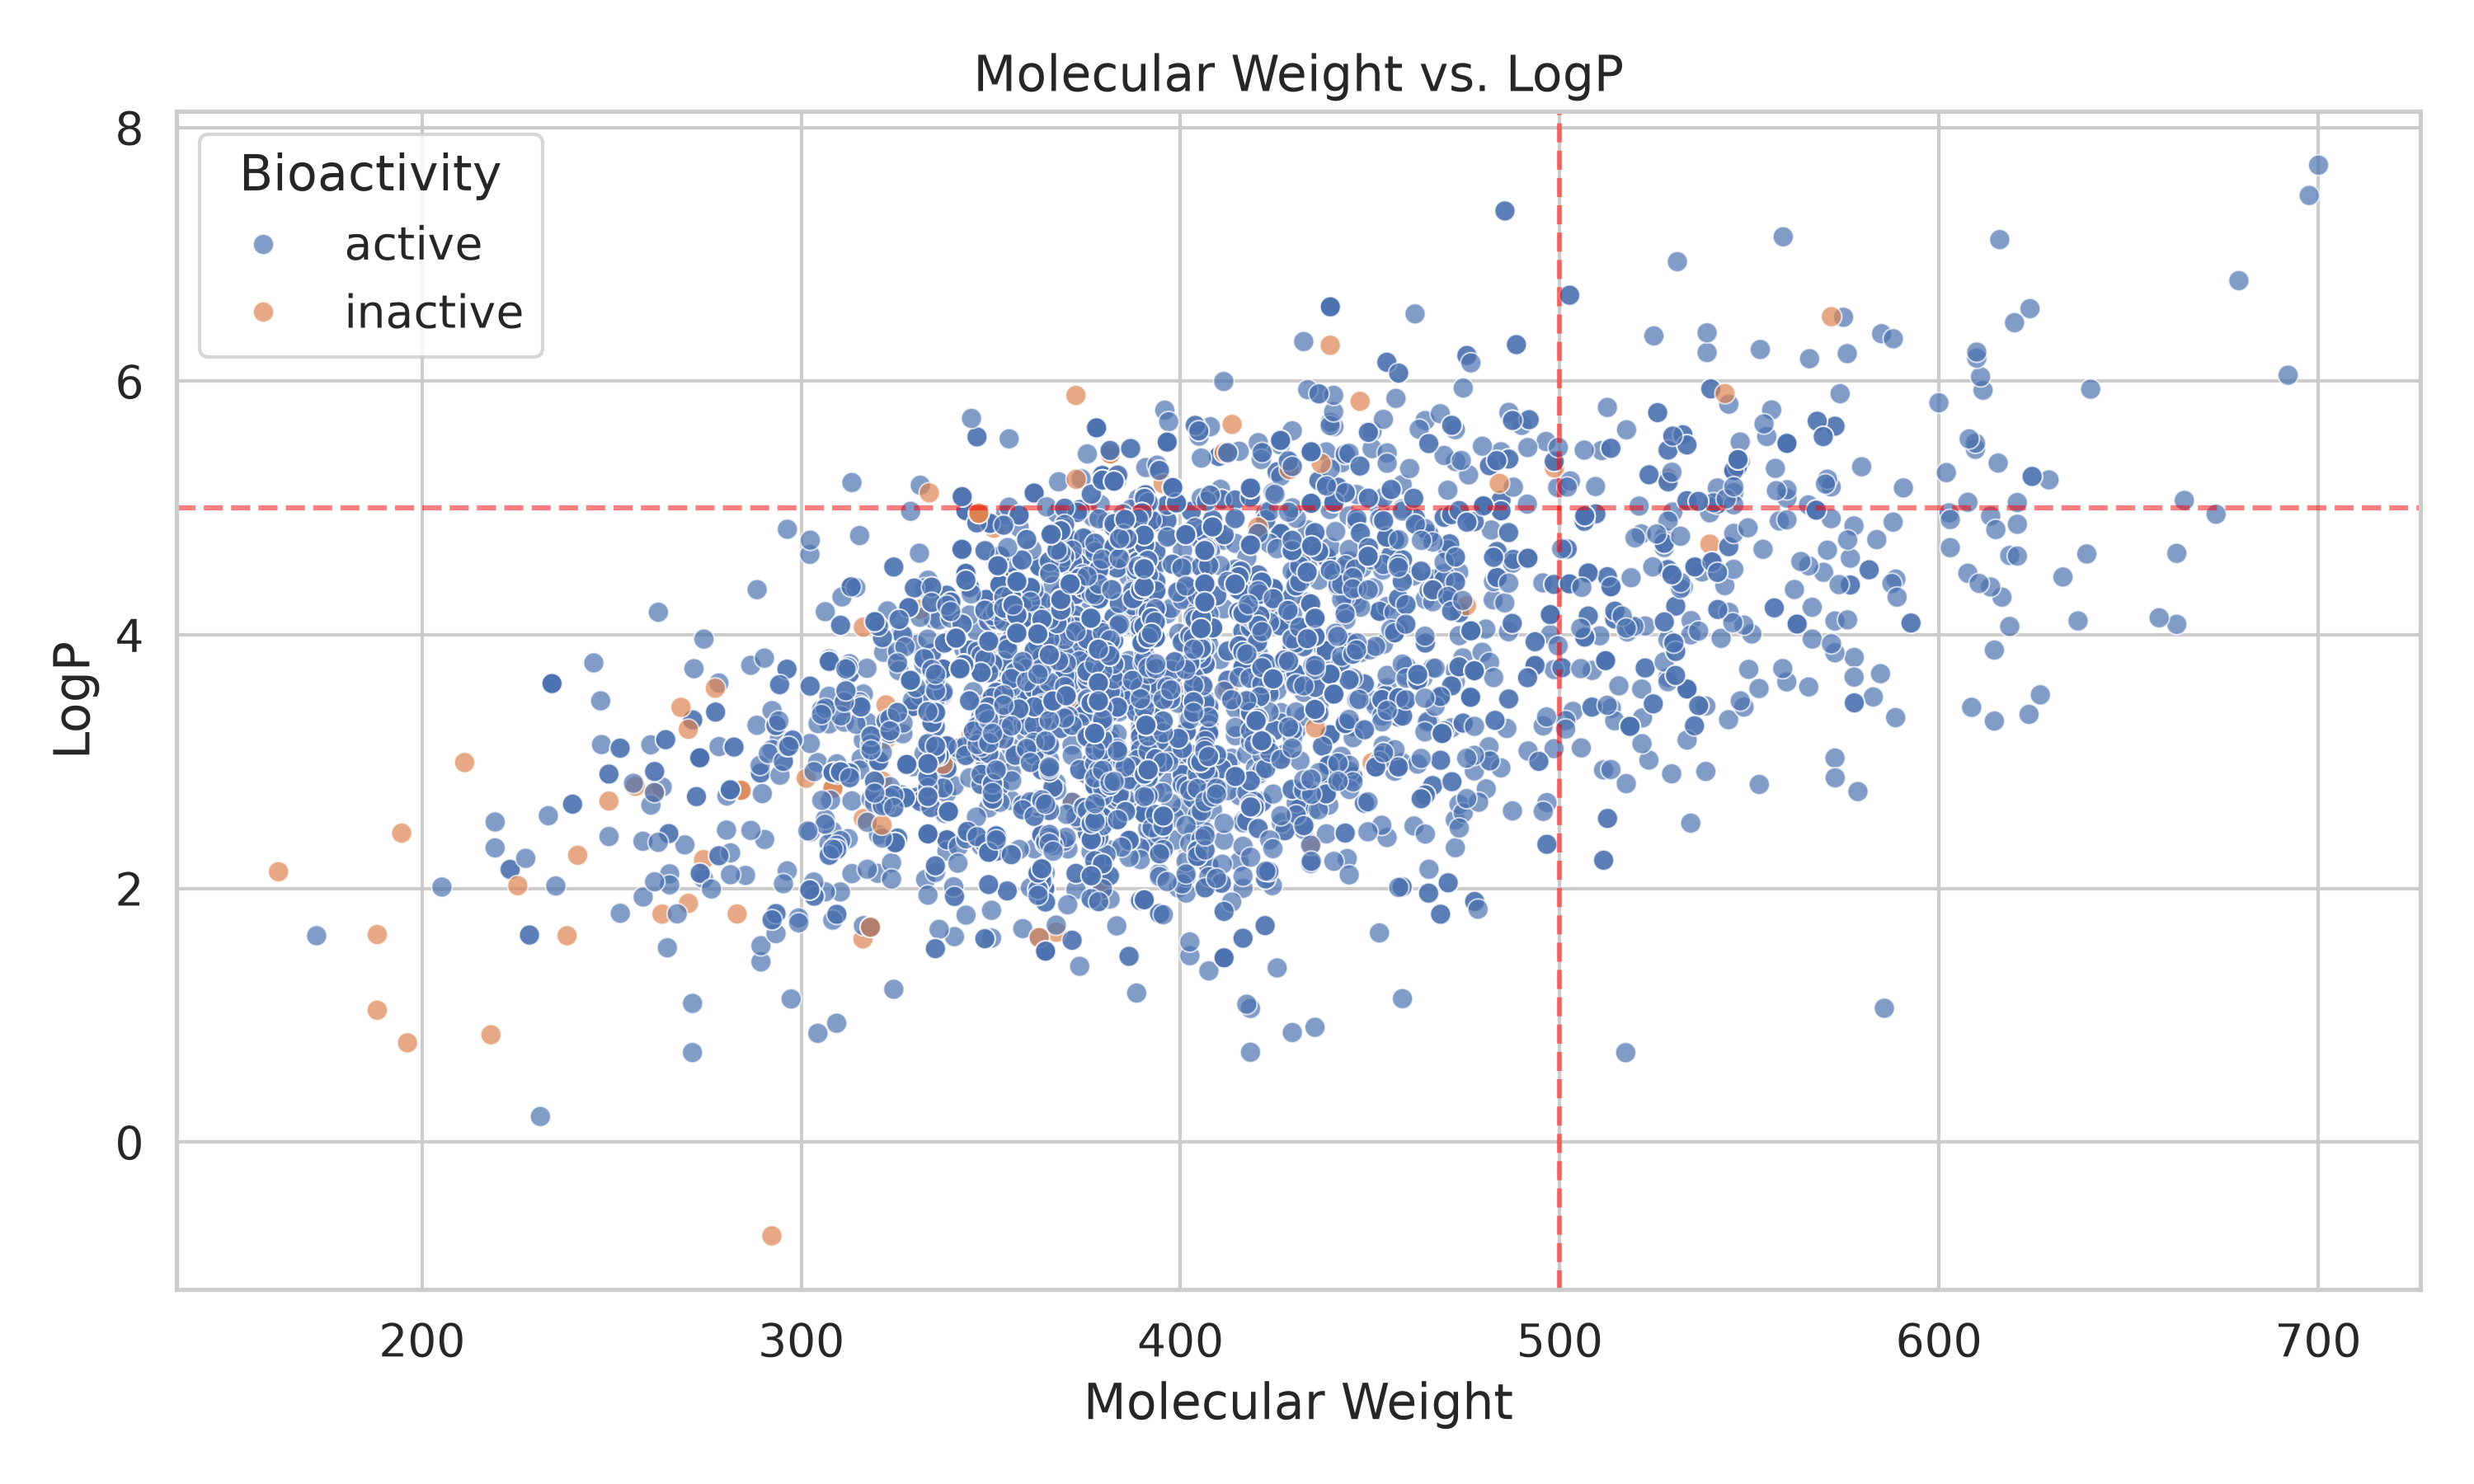 Molecular Weight vs. LogP
8
6
4
2
0
LogP
Bioactivity
active
inactive
200 300 400 500 600 700
Molecular Weight